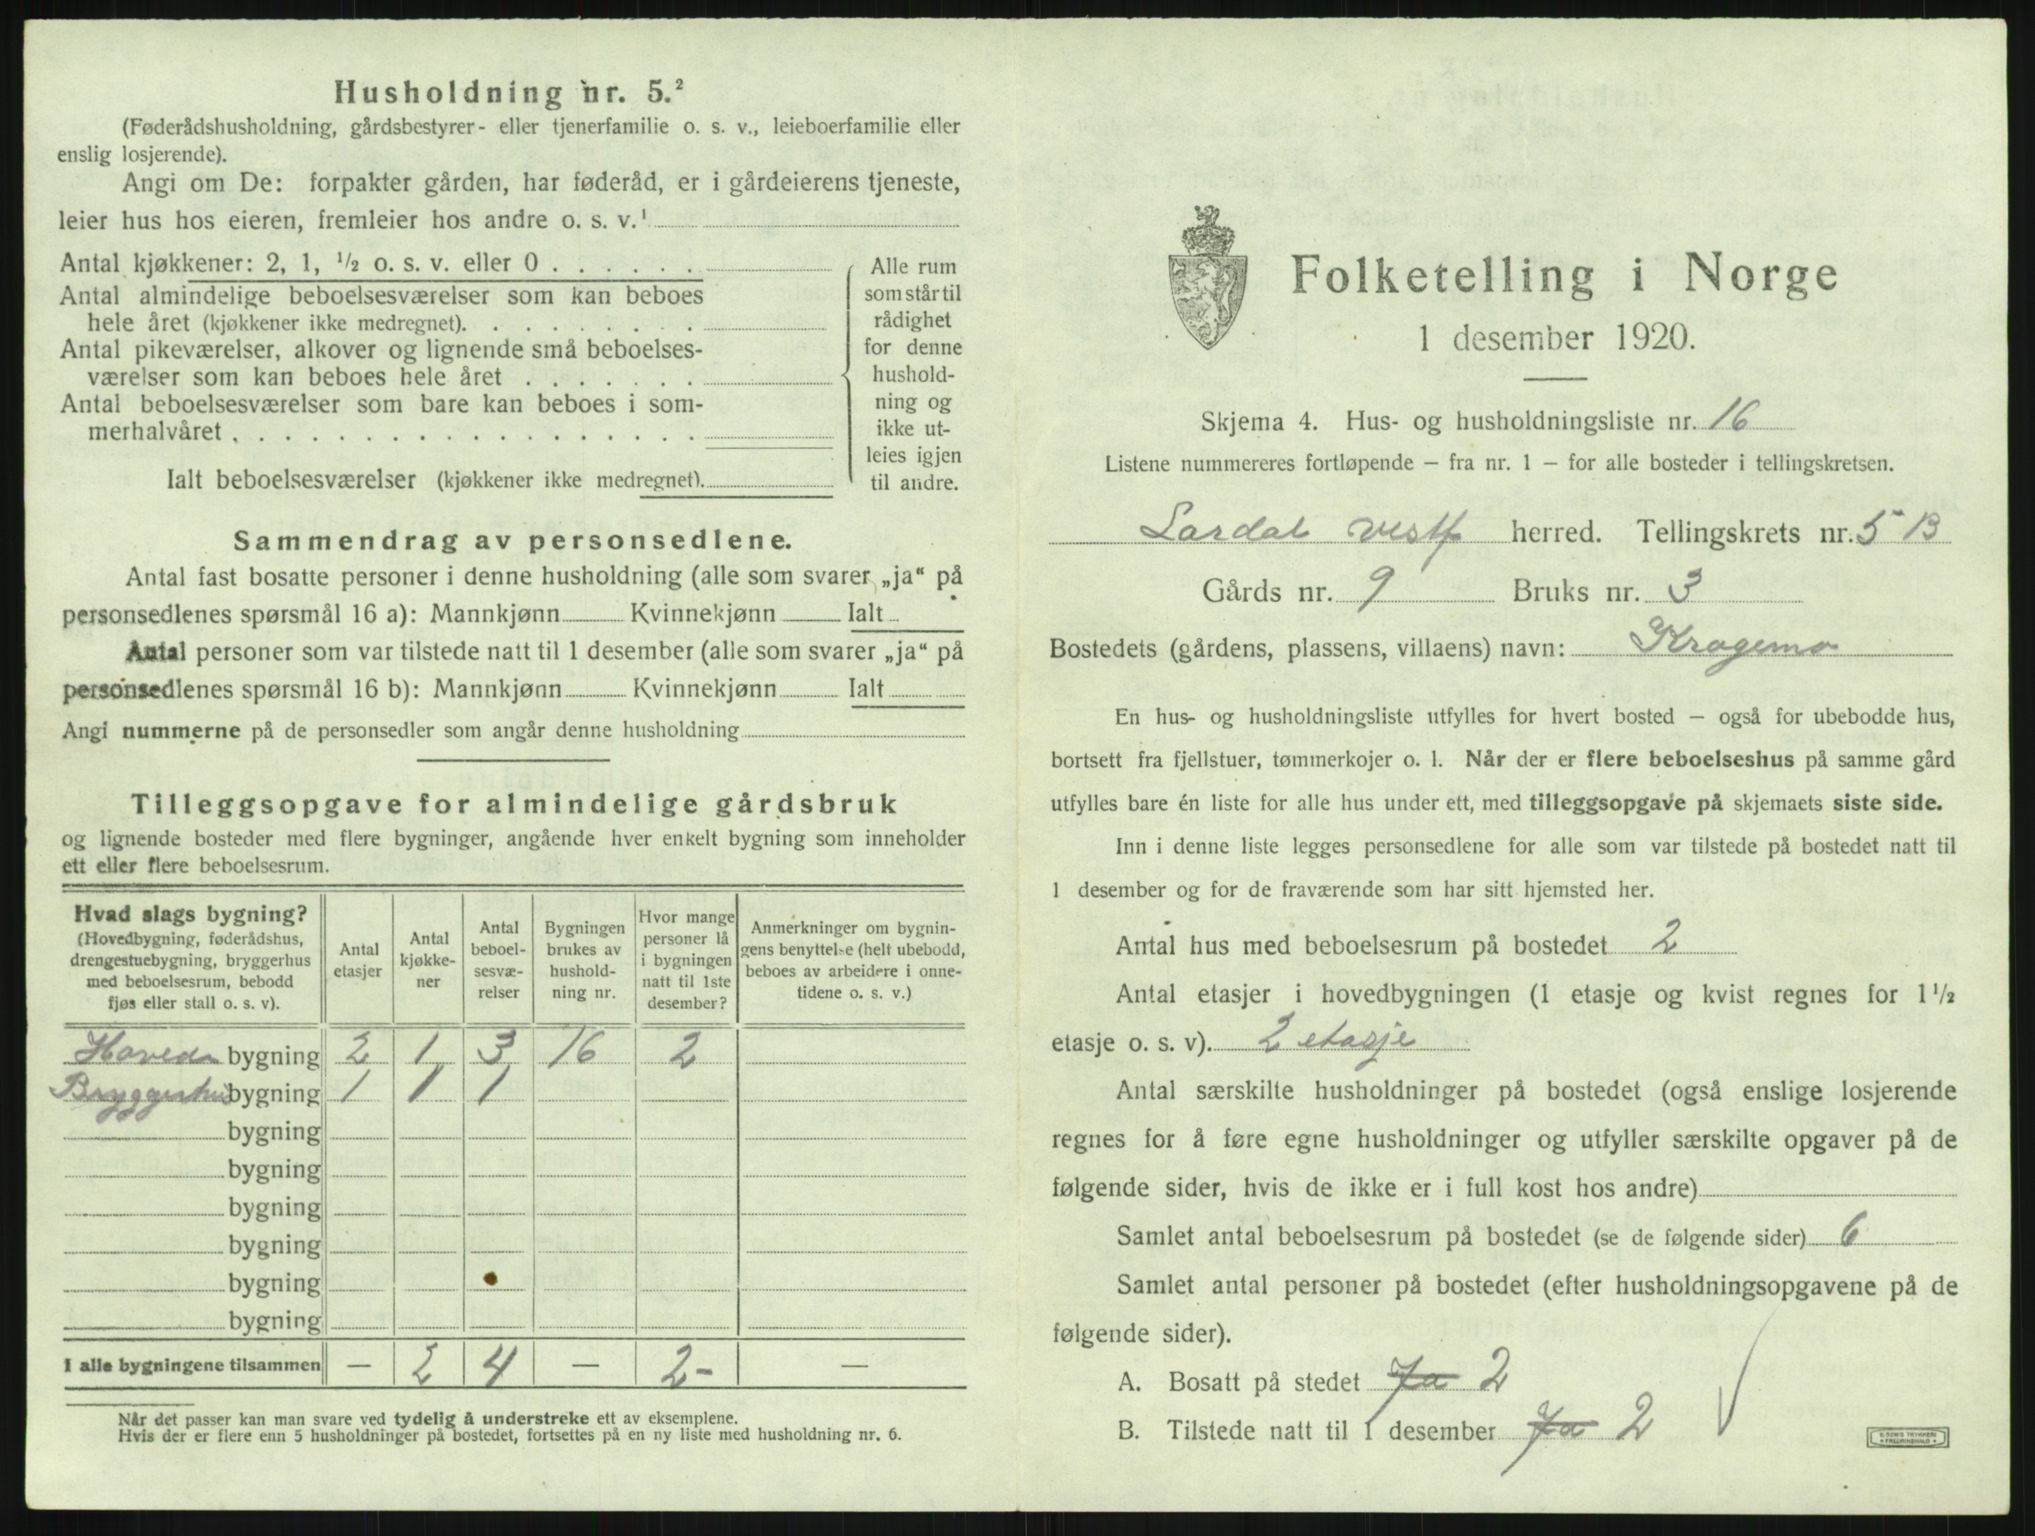 Husholdning nr. 5.²
(Føderådshusholdning, gårdsbestyrer- eller tjenerfamilie o. s. v., leieboerfamilie eller
enslig losjerende).
Angi om De: forpakter gården, har føderåd, er i gårdeierens tjeneste,
leier hus hos eieren, fremleier hos andre o. s. v.¹
Antal kjøkkener: 2, 1, ½ o. s. v. eller 0 . . . . . .
Antal almindelige beboelsesværelser som kan beboes
hele året (kjøkkener ikke medregnet). . . . . . . . .
Antal pikeværelser, alkover og lignende små beboelses-
værelser som kan beboes hele året . . . . . . .
Antal beboelsesværelser som bare kan beboes i som-
merhalvåret . . . . . . . . . . . . . . . . . .
Ialt beboelsesværelser (kjøkkener ikke medregnet).
Alle rum
som står til
rådighet
for denne
hushold-
ning og
ikke ut-
leies igjen
til andre.
Sammendrag av personsedlene.
Antal fast bosatte personer i denne husholdning (alle som svarer „ja“ på
personsedlenes spørsmål 16 a): Mannkjønn Kvinnekjønn Ialt
Antal personer som var tilstede natt til 1 desember (alle som svarer „ja“ på
personsedlenes spørsmål 16 b): Mannkjønn Kvinnekjønn Ialt
Angi nummerne på de personsedler som angår denne husholdning
Tilleggsopgave for almindelige gårdsbruk
og lignende bosteder med flere bygninger, angående hver enkelt bygning som inneholder
ett eller flere beboelsesrum.
Hvad slags bygning?
(Hovedbygning, føderådshus,
drengestuebygning, bryggerhus
med beboelsesrum, bebodd
fjøs eller stall o. s. v).
Antal
etasjer
Antal
kjøkke-
ner
Antal
beboel-
sesvæ-
relser
Bygningen
brukes av
hushold-
ning nr.
Hvor mange
personer lå
i bygningen
natt til 1ste
desember?
Anmerkninger om bygnin-
gens benyttelse (helt ubebodd,
beboes av arbeidere i onne-
tidene o. s. v.)
Hoveda bygning 2 1 3 16 2
Bryggerhus bygning 1 1 1
bygning
bygning
bygning
bygning
bygning
bygning
I alle bygningene tilsammen — 2 4 — 2- —
Når det passer kan man svare ved tydelig å understreke ett av eksemplene.
Hvis der er flere enn 5 husholdninger på bostedet, fortsettes på en ny liste med husholdning nr. 6.
Folketelling i Norge
1 desember 1920.
Skjema 4. Hus- og husholdningsliste nr. 16
Listene nummereres fortløpende — fra nr. 1 — for alle bosteder i tellingskretsen.
Lardal vestf herred. Tellingskrets nr. 5 B
Gårds nr. 9 Bruks nr. 3
Bostedets (gårdens, plassens, villaens) navn: Kragemo
En hus- og husholdningsliste utfylles for hvert bosted — også for ubebodde hus,
bortsett fra fjellstuer, tømmerkojer o. l. Når der er flere beboelseshus på samme gård
utfylles bare én liste for alle hus under ett, med tilleggsopgave på skjemaets siste side.
Inn i denne liste legges personsedlene for alle som var tilstede på bostedet natt til
1 desember og for de fraværende som har sitt hjemsted her.
Antal hus med beboelsesrum på bostedet 2
Antal etasjer i hovedbygningen (1 etasje og kvist regnes for 1½
etasje o. s. v). 2 etasje
Antal særskilte husholdninger på bostedet (også enslige losjerende
regnes for å føre egne husholdninger og utfyller særskilte opgaver på de
følgende sider, hvis de ikke er i full kost hos andre)
Samlet antal beboelsesrum på bostedet (se de følgende sider) 6
Samlet antal personer på bostedet (efter husholdningsopgavene på de
følgende sider).
A. Bosatt på stedet Ja 2
B. Tilstede natt til 1 desember Ja 2